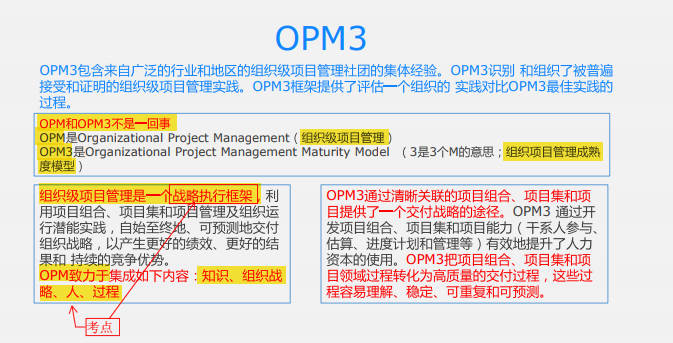 OPM3
OPM3包含来自广泛的行业和地区的组织级项目管理社团的集体经验。OPM3识别 和组织了被普遍
接受和证明的组织级项目管理实践。OPM3框架提供了评估一个组织的 实践对比OPM3最佳实践的
过程。
OPM和OPM3不是一回事
OPM是Organizational Project Management（组织级项目管理）
OPM3是Organizational Project Management Maturity Model （3是3个M的意思；组织项目管理成熟
度模型）
组织级项目管理是一个战略执行框架，利
用项目组合、项目集和项目管理及组织运
行潜能实践，自始至终地、可预测地交付
组织战略，以产生更好的绩效、更好的结
果和 持续的竞争优势。
OPM致力于集成如下内容：知识、组织战
略、人、过程
考点
OPM3通过清晰关联的项目组合、项目集和项
目提供了一个交付战略的途径。OPM3 通过开
发项目组合、项目集和项目能力（干系人参与、
估算、进度计划和管理等）有效地提升了人力
资本的使用。OPM3把项目组合、项目集和项
目领域过程转化为高质量的交付过程，这些过
程容易理解、稳定、可重复和可预测。